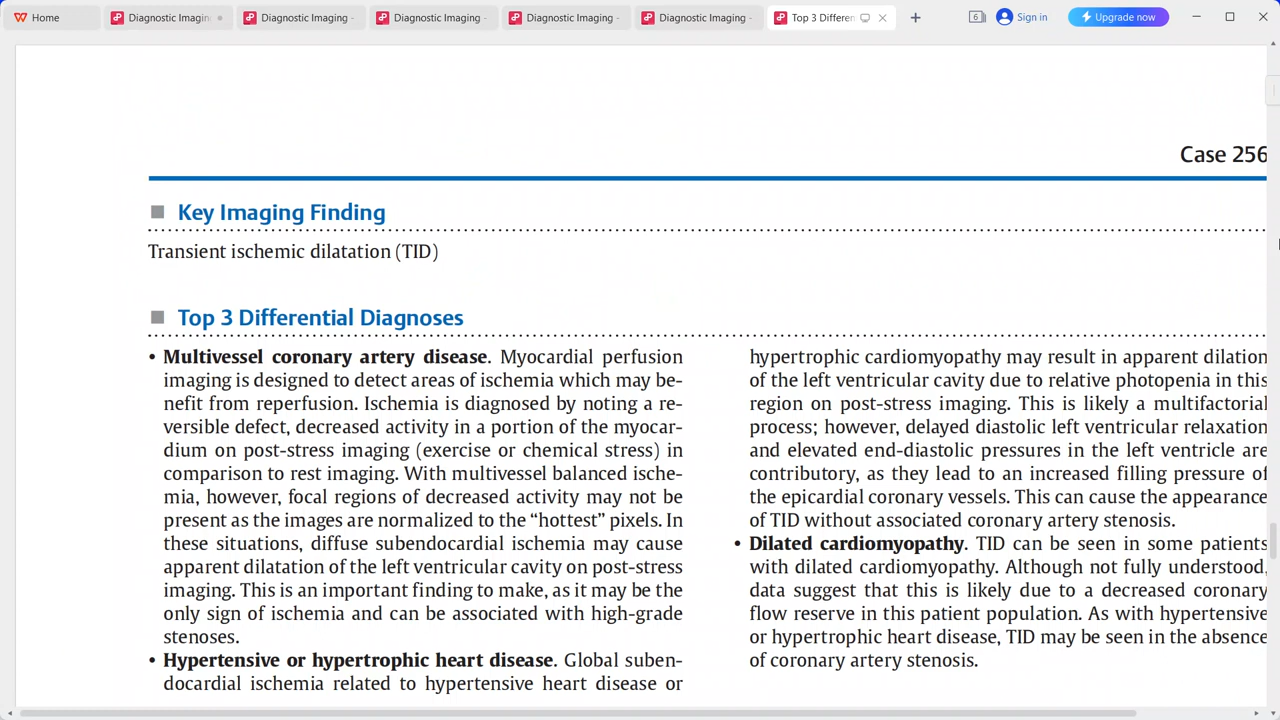 Home
Diagnostic Imagin
Diagnostic Imaging -
Diagnostic Imaging -
Diagnostic Imaging -
Diagnostic Imaging -
Top 3 Differen
6
Sign in
Upgrade now
Case 256
Key Imaging Finding
Transient ischemic dilatation (TID)
Top 3 Differential Diagnoses
• Multivessel coronary artery disease. Myocardial perfusion
imaging is designed to detect areas of ischemia which may be-
nefit from reperfusion. Ischemia is diagnosed by noting a re-
versible defect, decreased activity in a portion of the myocar-
dium on post-stress imaging (exercise or chemical stress) in
comparison to rest imaging. With multivessel balanced ische-
mia, however, focal regions of decreased activity may not be
present as the images are normalized to the “hottest” pixels. In
these situations, diffuse subendocardial ischemia may cause
apparent dilatation of the left ventricular cavity on post-stress
imaging. This is an important finding to make, as it may be the
only sign of ischemia and can be associated with high-grade
stenoses.
• Hypertensive or hypertrophic heart disease. Global suben-
docardial ischemia related to hypertensive heart disease or
hypertrophic cardiomyopathy may result in apparent dilation
of the left ventricular cavity due to relative photopenia in this
region on post-stress imaging. This is likely a multifactorial
process; however, delayed diastolic left ventricular relaxation
and elevated end-diastolic pressures in the left ventricle are
contributory, as they lead to an increased filling pressure of
the epicardial coronary vessels. This can cause the appearance
of TID without associated coronary artery stenosis.
• Dilated cardiomyopathy. TID can be seen in some patients
with dilated cardiomyopathy. Although not fully understood,
data suggest that this is likely due to a decreased coronary
flow reserve in this patient population. As with hypertensive
or hypertrophic heart disease, TID may be seen in the absence
of coronary artery stenosis.